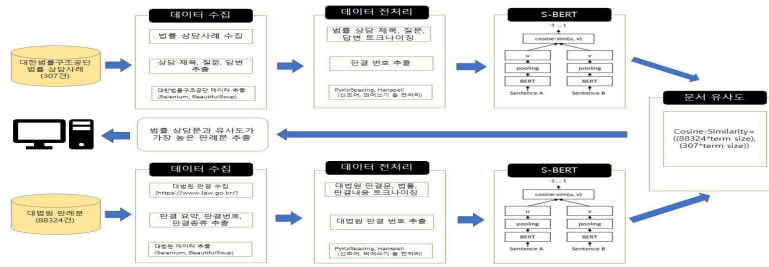 데이터 수집
데이터 전처리
S-BERT
대한법률구조공단
법률 상담사례
(307건)
법률 상담사례 수집
상담 제목, 질문, 답변
추출
대한법률구조공단 데이터 추출
(Selenium, BeautifulSoup)
법률 상담 제목, 질문,
답변 토크나이징
판결 번호 추출
PyKoSpacing, Hanspell
(신조어, 띄어쓰기 등 전처리)
-1 ... 1
cosine-sim(u, v)
u
v
pooling
pooling
BERT
BERT
Sentence A
Sentence B
문서 유사도
Cosine-Similarity=
((88324*term size),
(307*term size))
법률 상담문과 유사도가
가장 높은 판례문 추출
데이터 수집
데이터 전처리
S-BERT
대법원 판례문
(88324건)
대법원 판결 수집
(https://www.law.go.kr/)
판결 요약, 판결번호,
판결종류 추출
대법원 데이터 추출
(Selenium, BeautifulSoup)
대법원 판결문, 법률,
판결내용 토크나이징
대법원 판결 번호 추출
PyKoSpacing, Hanspell
(신조어, 띄어쓰기 등 전처리)
-1 ... 1
cosine-sim(u, v)
u
v
pooling
pooling
BERT
BERT
Sentence A
Sentence B